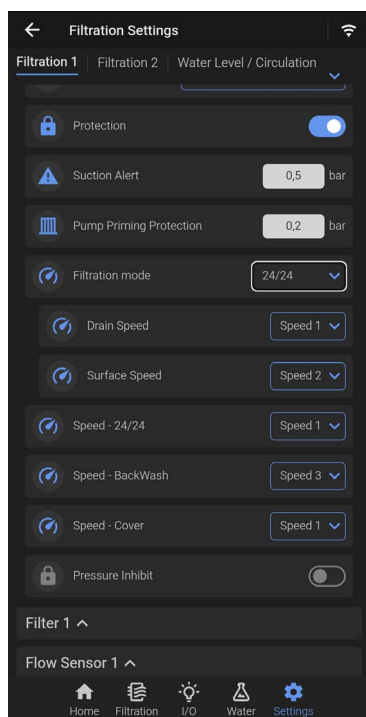 Filtration Settings
Filtration 1
Filtration 2
Water Level / Circulation
Protection
Suction Alert
0,5
bar
Pump Priming Protection
0,2
bar
Filtration mode
24/24
Drain Speed
Speed 1
Surface Speed
Speed 2
Speed - 24/24
Speed 1
Speed - BackWash
Speed 3
Speed - Cover
Speed 1
Pressure Inhibit
Filter 1
Flow Sensor 1
Home
Filtration
I/O
Water
Settings